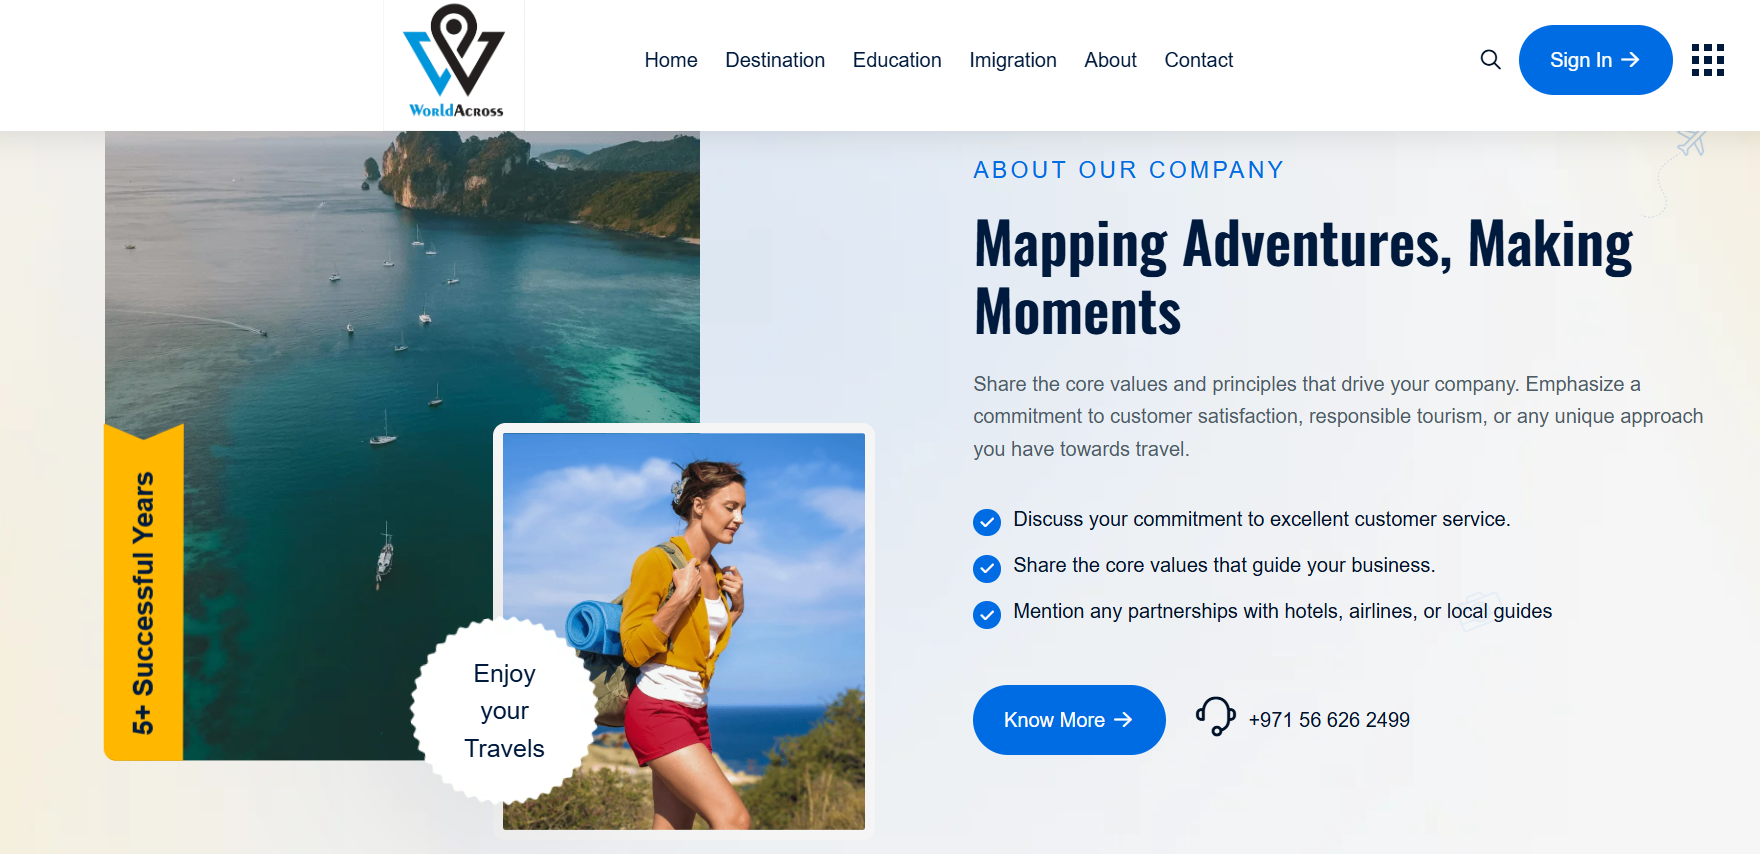 WorldAcross
Home
Destination
Education
Imigration
About
Contact
Sign In
ABOUT OUR COMPANY
Mapping Adventures, Making
Moments
Share the core values and principles that drive your company. Emphasize a
commitment to customer satisfaction, responsible tourism, or any unique approach
you have towards travel.
Discuss your commitment to excellent customer service.
Share the core values that guide your business.
Mention any partnerships with hotels, airlines, or local guides
Know More
+971 56 626 2499
5+ Successful Years
Enjoy
your
Travels